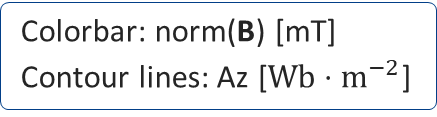 Colorbar: norm(B) [mT]
Contour lines: Az [Wb · m⁻²]